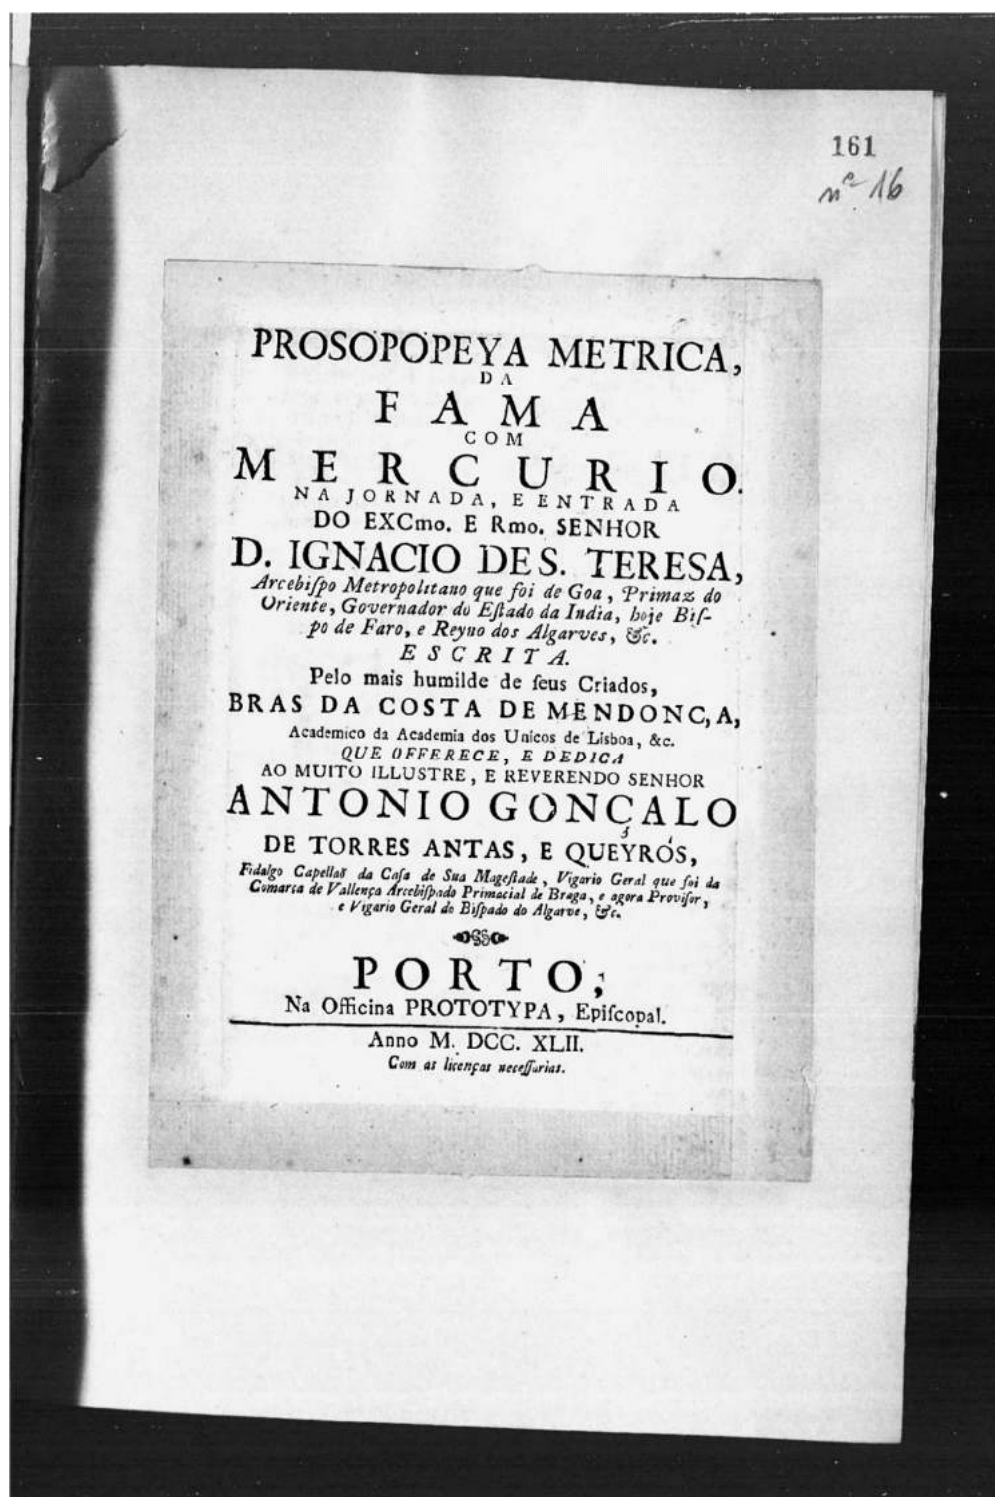 161
nº 16
PROSOPOPEYA METRICA,
DA
FAMA
COM
MERCURIO.
NA JORNADA, E ENTRADA
DO EXCmo. E Rmo. SENHOR
D. IGNACIO DE S. TERESA,
Arcebiſpo Metropolitano que foi de Goa, Primaz do
Oriente, Governador do Eſtado da India, hoje Biſ-
po de Faro, e Reyno dos Algarves, &c.
ESCRITA.
Pelo mais humilde de ſeus Criados,
BRAS DA COSTA DE MENDONC,A,
Academico da Academia dos Unicos de Lisboa, &c.
QUE OFFERECE, E DEDICA
AO MUITO ILLUSTRE, E REVERENDO SENHOR
ANTONIO GONÇALO
DE TORRES ANTAS, E QUEYRÓS,
Fidalgo Capellaõ da Caſa de Sua Mageſtade, Vigario Geral que foi da
Comarca de Vallença Arcebiſpado Primacial de Braga, e agora Proviſor,
e Vigario Geral do Biſpado do Algarve, &c.
PORTO;
Na Officina PROTOTYPA, Epiſcopal.
Anno M. DCC. XLII.
Com as licenças neceſſarias.